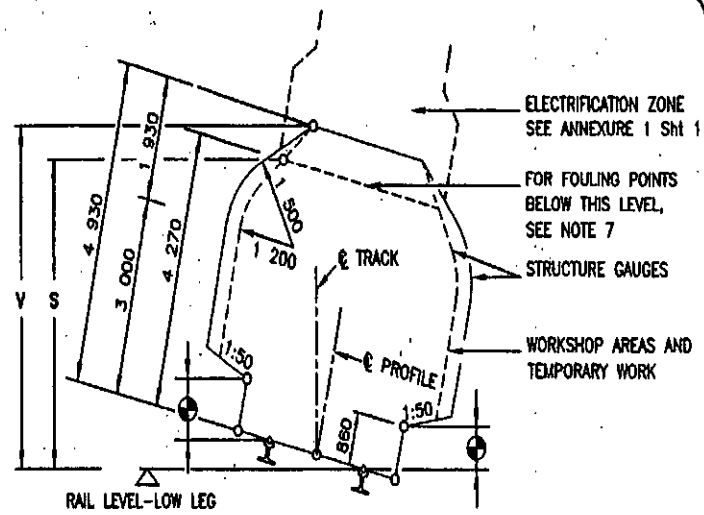 ELECTRIFICATION ZONE
SEE ANNEXURE 1 Sht 1
FOR FOULING POINTS
BELOW THIS LEVEL,
SEE NOTE 7
STRUCTURE GAUGES
WORKSHOP AREAS AND
TEMPORARY WORK
1 930
4 930
3 000
4 270
V
S
1 500
1 200
℄ TRACK
℄ PROFILE
1:50
1:50
860
RAIL LEVEL-LOW LEG